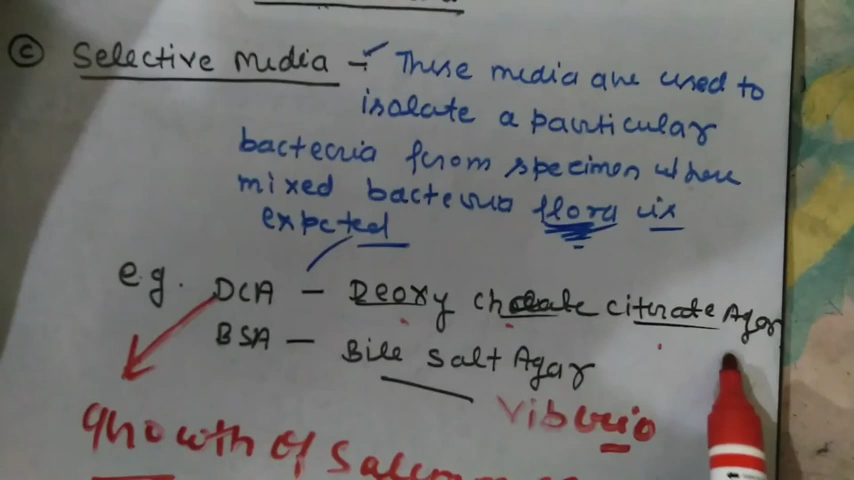 © Selective Media - These media are used to
isolate a particular
bacteria from specimen where
mixed bacteria flora is
expcted
e.g. DCA - Deoxy cholate citrate Agar
BSA - Bile Salt Agar
Vibrio
Growth of